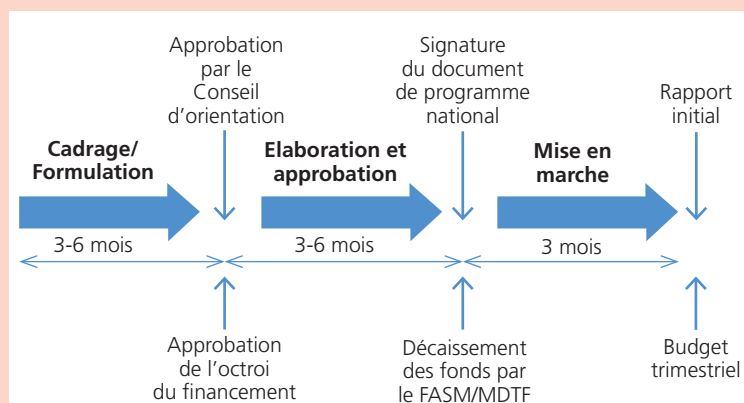 Approbation
par le
Conseil
d'orientation
Signature
du document
de programme
national
Rapport
initial
Cadrage/
Formulation
Elaboration et
approbation
Mise en
marche
3-6 mois
3-6 mois
3 mois
Approbation
de l'octroi
du financement
Décaissement
des fonds par
le FASM/MDTF
Budget
trimestriel